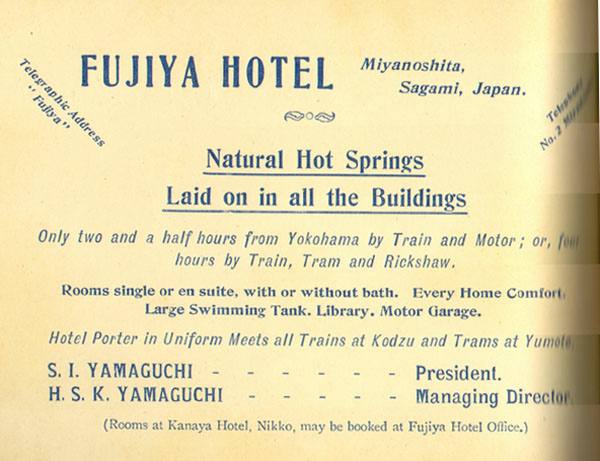 FUJIYA HOTEL
Miyanoshita,
Sagami, Japan.
Telegraphic Address
"Fujiya"
Telephone
No. 2
Natural Hot Springs
Laid on in all the Buildings
Only two and a half hours from Yokohama by Train and Motor; or, four
hours by Train, Tram and Rickshaw.
Rooms single or en suite, with or without bath. Every Home Comfort.
Large Swimming Tank. Library. Motor Garage.
Hotel Porter in Uniform Meets all Trains at Kodzu and Trams at Yumoto.
S. I. YAMAGUCHI - - - - - President.
H. S. K. YAMAGUCHI - - - - - Managing Director.
(Rooms at Kanaya Hotel, Nikko, may be booked at Fujiya Hotel Office.)